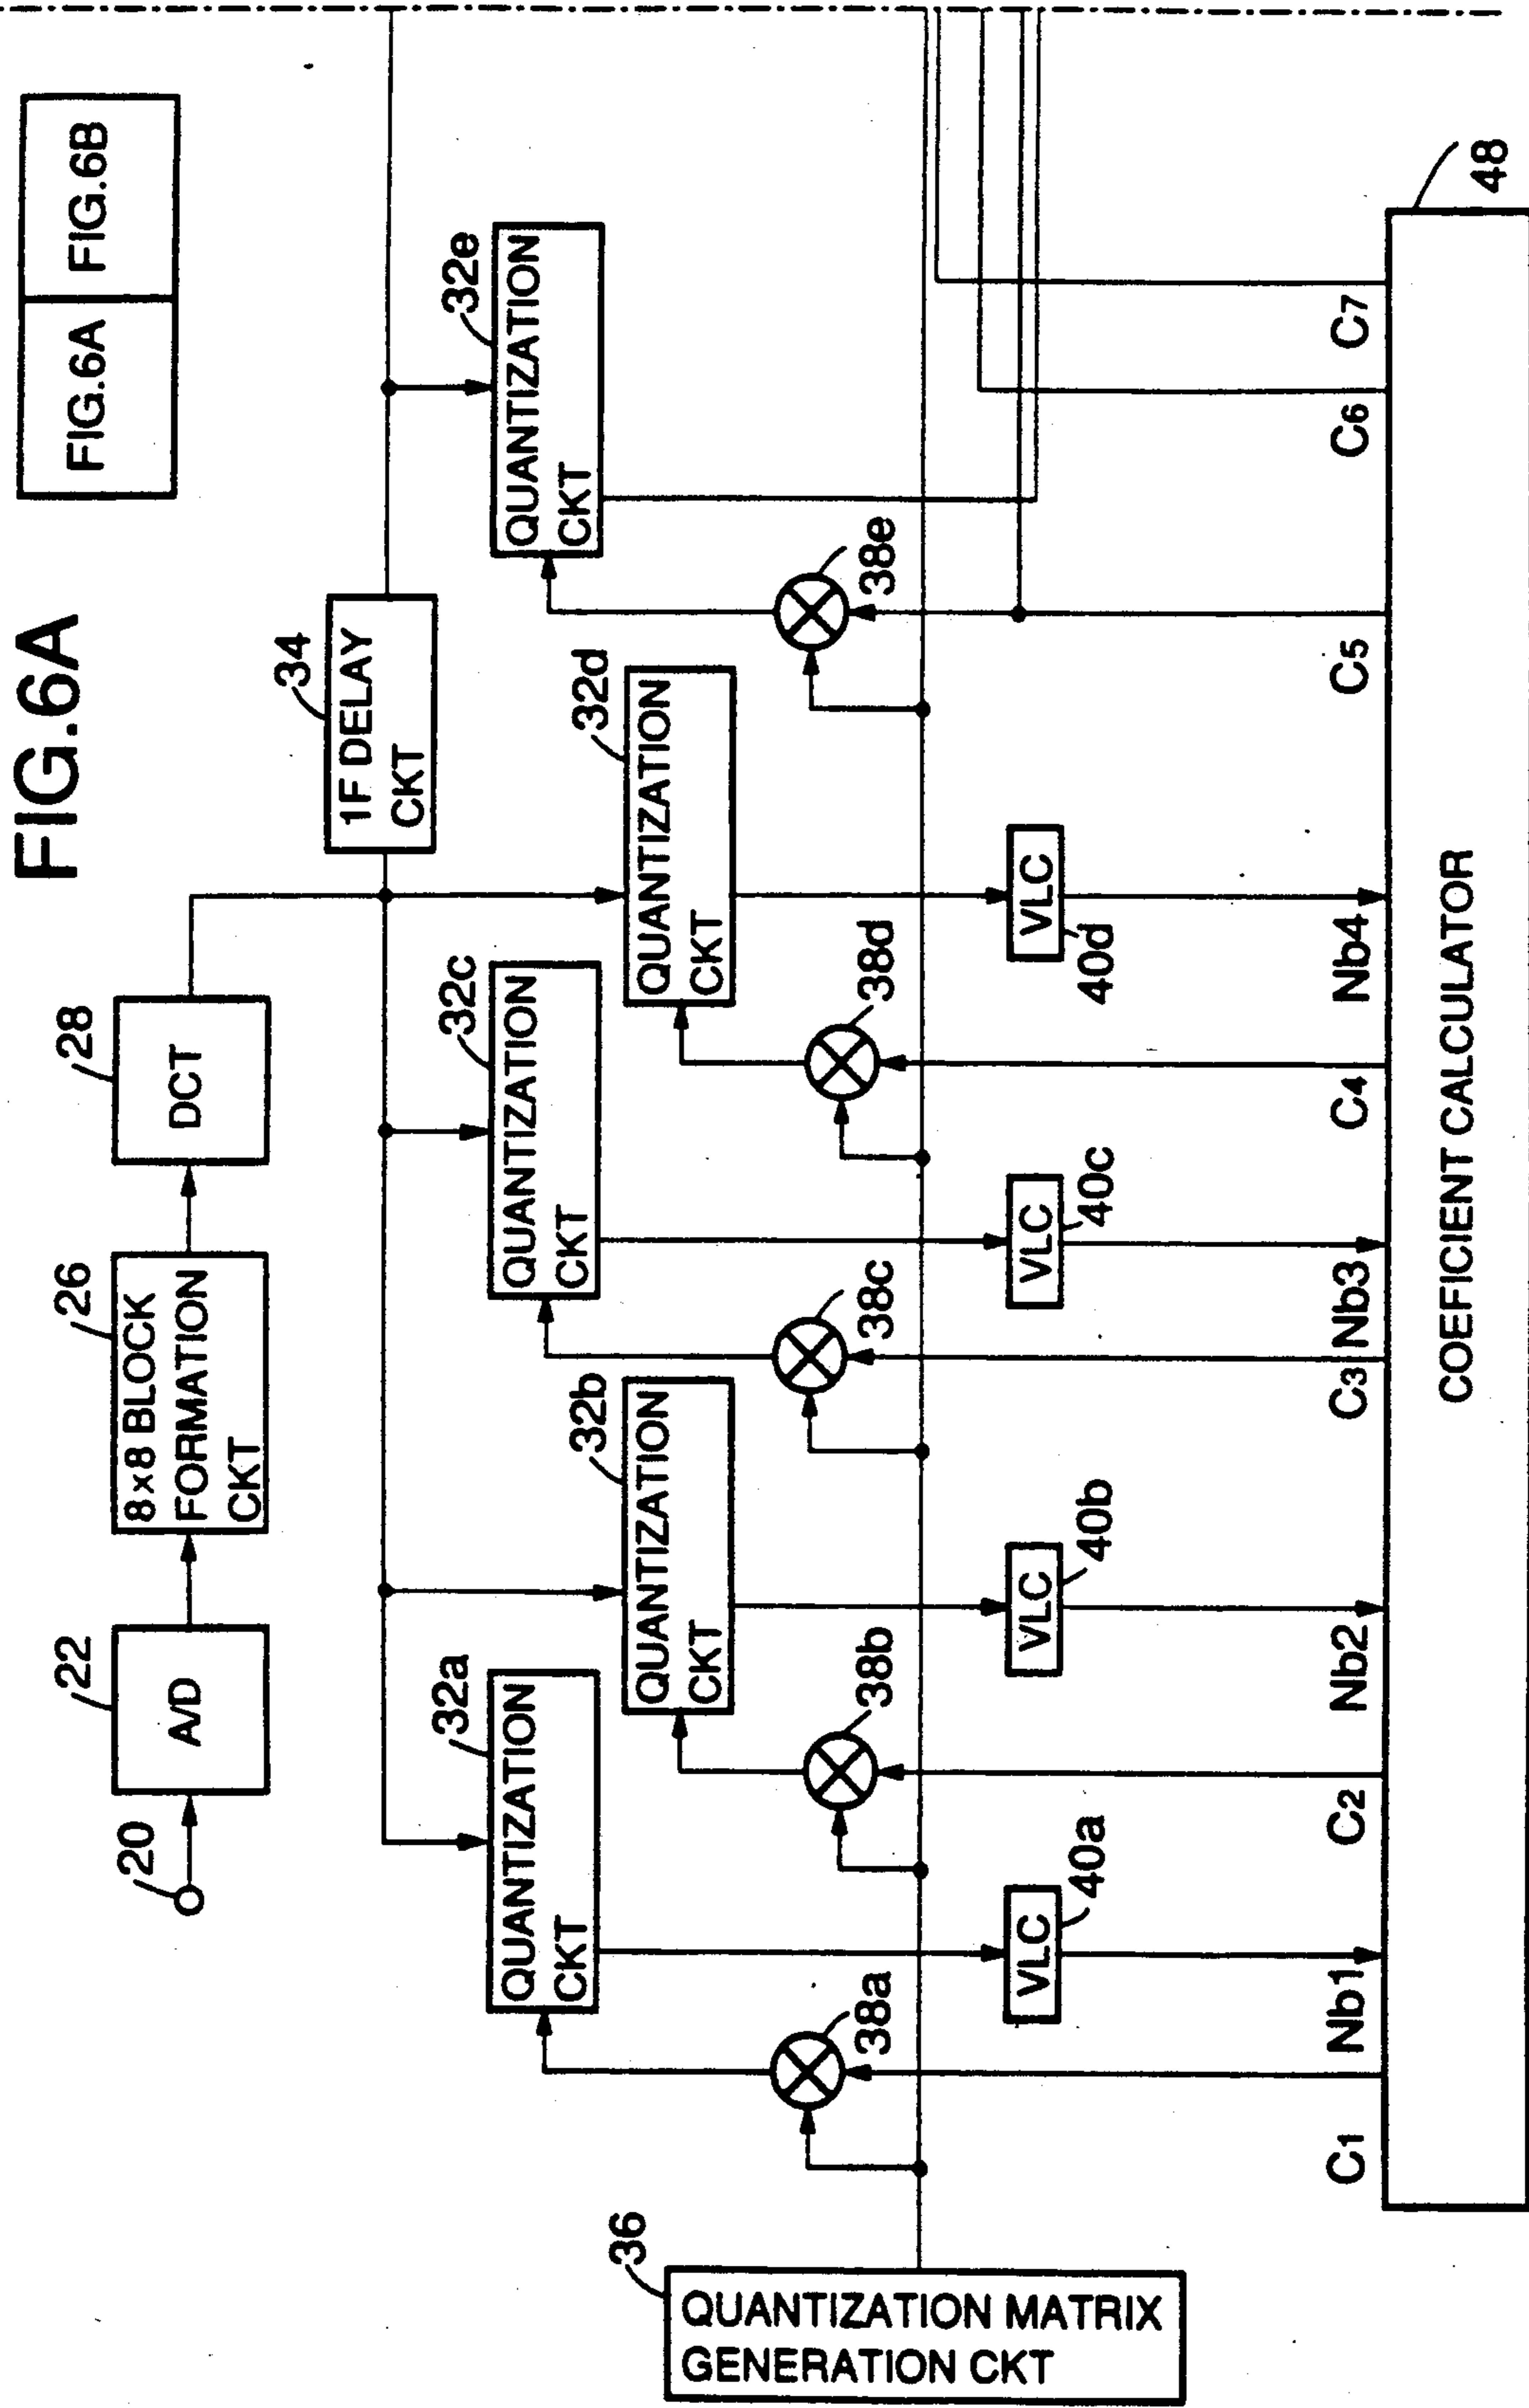 FIG.6A
FIG.6A
FIG.6B
20
22
A/D
26
8×8 BLOCK
FORMATION
CKT
28
DCT
34
1F DELAY
CKT
32a
QUANTIZATION
CKT
32b
QUANTIZATION
CKT
32c
QUANTIZATION
CKT
32d
QUANTIZATION
CKT
32e
QUANTIZATION
CKT
38a
38b
38c
38d
38e
36
QUANTIZATION MATRIX
GENERATION CKT
VLC
40a
VLC
40b
VLC
40c
VLC
40d
C1
Nb1
C2
Nb2
C3
Nb3
C4
Nb4
C5
C6
C7
COEFICIENT CALCULATOR
48